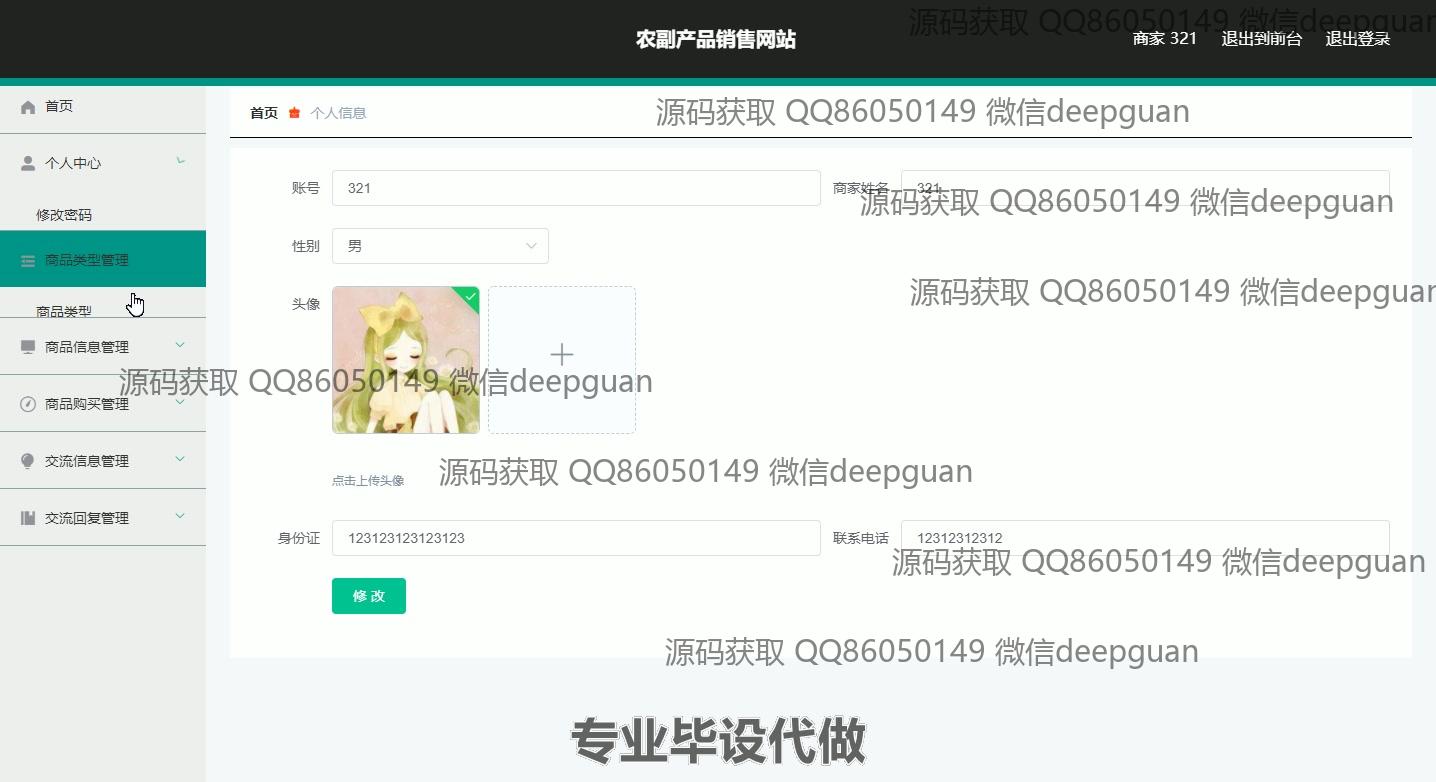 农副产品销售网站
源码获取 QQ86050149 微信deepguan
商家 321 退出到前台 退出登录
首页
首页 个人信息
源码获取 QQ86050149 微信deepguan
个人中心
修改密码
商品类型管理
商品类型
商品信息管理
商品购买管理
交流信息管理
交流回复管理
账号 321 商家姓名 321
源码获取 QQ86050149 微信deepguan
性别 男
源码获取 QQ86050149 微信deepguan
头像
源码获取 QQ86050149 微信deepguan
源码获取 QQ86050149 微信deepguan
点击上传头像
身份证 123123123123123 联系电话 12312312312
源码获取 QQ86050149 微信deepguan
修改
源码获取 QQ86050149 微信deepguan
专业毕设代做